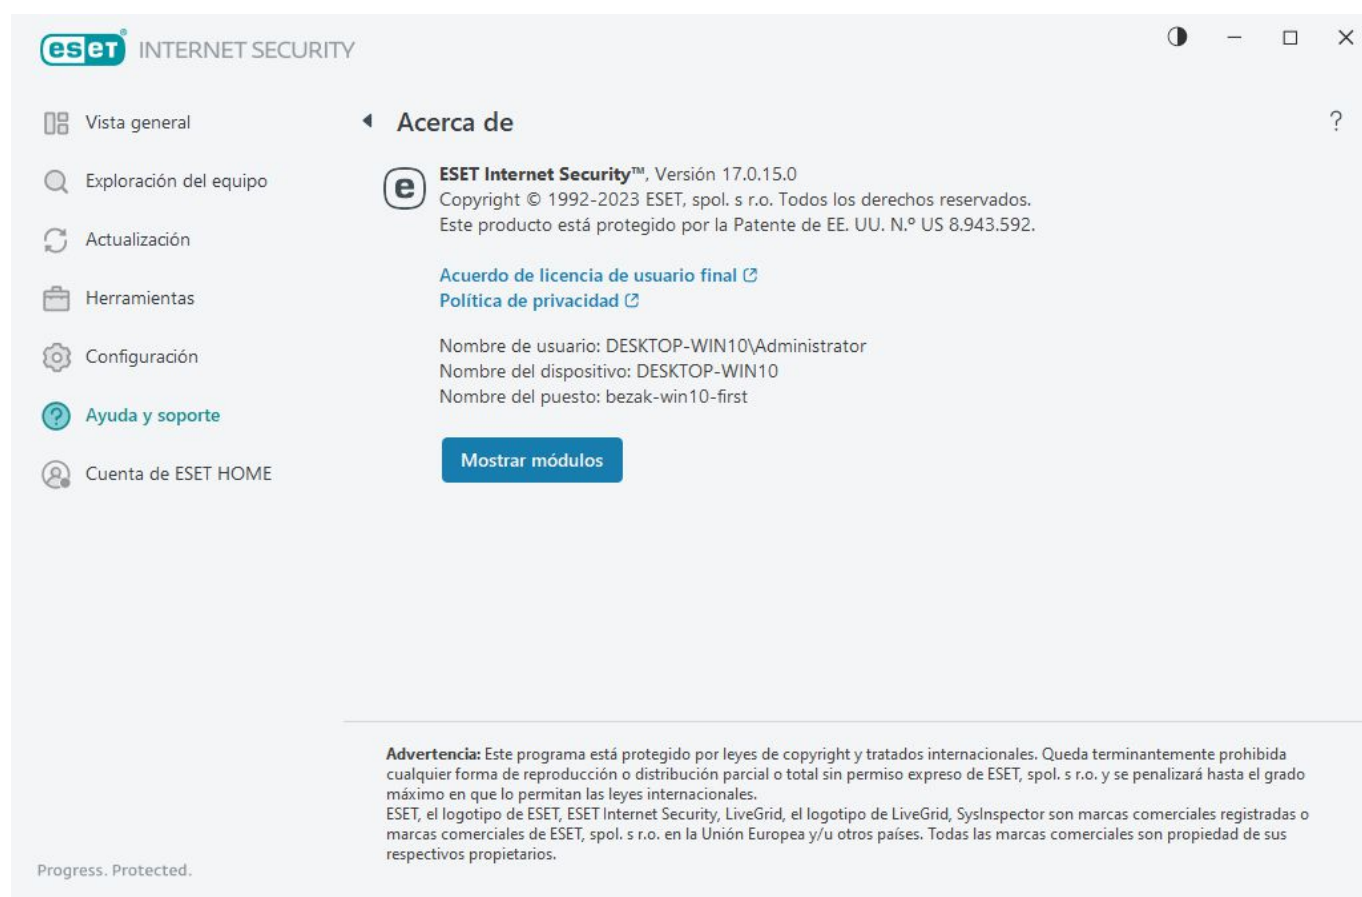 eset INTERNET SECURITY
Vista general
Exploración del equipo
Actualización
Herramientas
Configuración
Ayuda y soporte
Cuenta de ESET HOME
Progress. Protected.
Acerca de
?
e
ESET Internet Security™, Versión 17.0.15.0
Copyright © 1992-2023 ESET, spol. s r.o. Todos los derechos reservados.
Este producto está protegido por la Patente de EE. UU. N.º US 8.943.592.
Acuerdo de licencia de usuario final
Política de privacidad
Nombre de usuario: DESKTOP-WIN10\Administrator
Nombre del dispositivo: DESKTOP-WIN10
Nombre del puesto: bezak-win10-first
Mostrar módulos
Advertencia: Este programa está protegido por leyes de copyright y tratados internacionales. Queda terminantemente prohibida
cualquier forma de reproducción o distribución parcial o total sin permiso expreso de ESET, spol. s r.o. y se penalizará hasta el grado
máximo en que lo permitan las leyes internacionales.
ESET, el logotipo de ESET, ESET Internet Security, LiveGrid, el logotipo de LiveGrid, SysInspector son marcas comerciales registradas o
marcas comerciales de ESET, spol. s r.o. en la Unión Europea y/u otros países. Todas las marcas comerciales son propiedad de sus
respectivos propietarios.